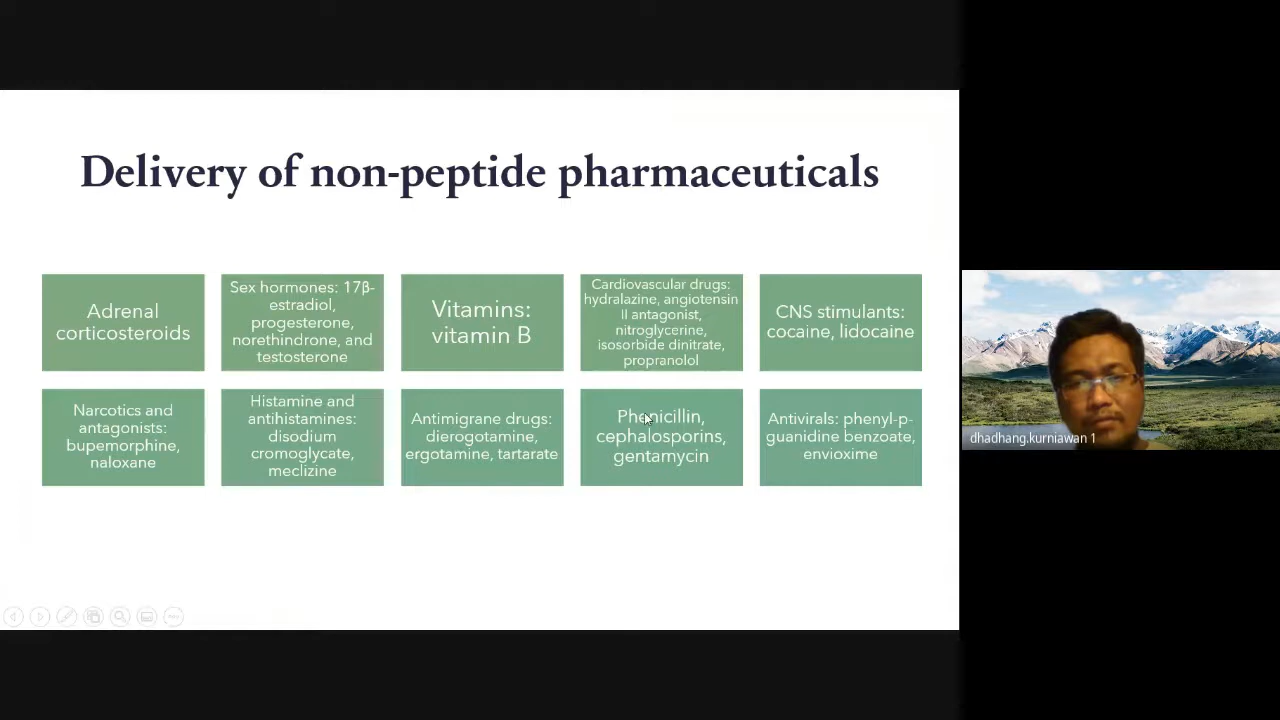 Delivery of non-peptide pharmaceuticals
Adrenal
corticosteroids
Sex hormones: 17β-
estradiol,
progesterone,
norethindrone, and
testosterone
Vitamins:
vitamin B
Cardiovascular drugs:
hydralazine, angiotensin
II antagonist,
nitroglycerine,
isosorbide dinitrate,
propranolol
CNS stimulants:
cocaine, lidocaine
Narcotics and
antagonists:
bupemorphine,
naloxane
Histamine and
antihistamines:
disodium
cromoglycate,
meclizine
Antimigrane drugs:
dierogotamine,
ergotamine, tartarate
Phenicillin,
cephalosporins,
gentamycin
Antivirals: phenyl-p-
guanidine benzoate,
envioxime
dhadhang.kurniawan 1